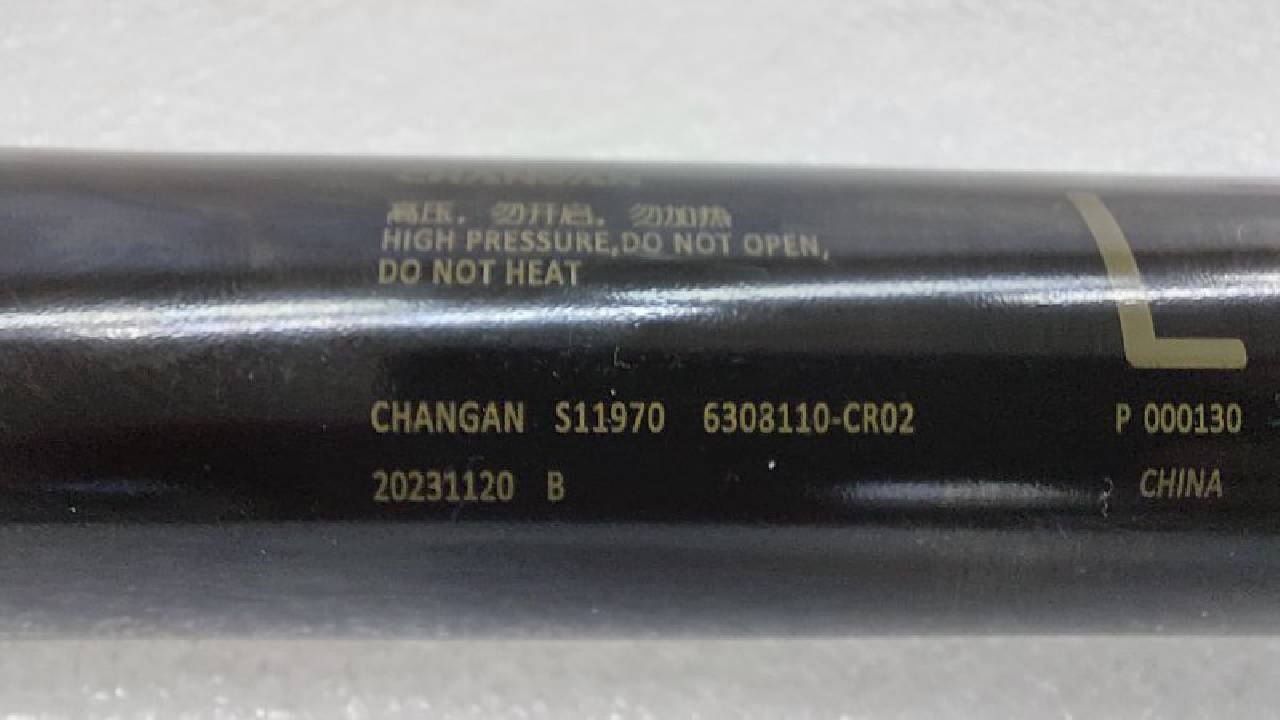 CHANGAN
高压，勿开启，勿加热
HIGH PRESSURE,DO NOT OPEN,
DO NOT HEAT
L
CHANGAN S11970 6308110-CR02 P 000130
20231120 B CHINA